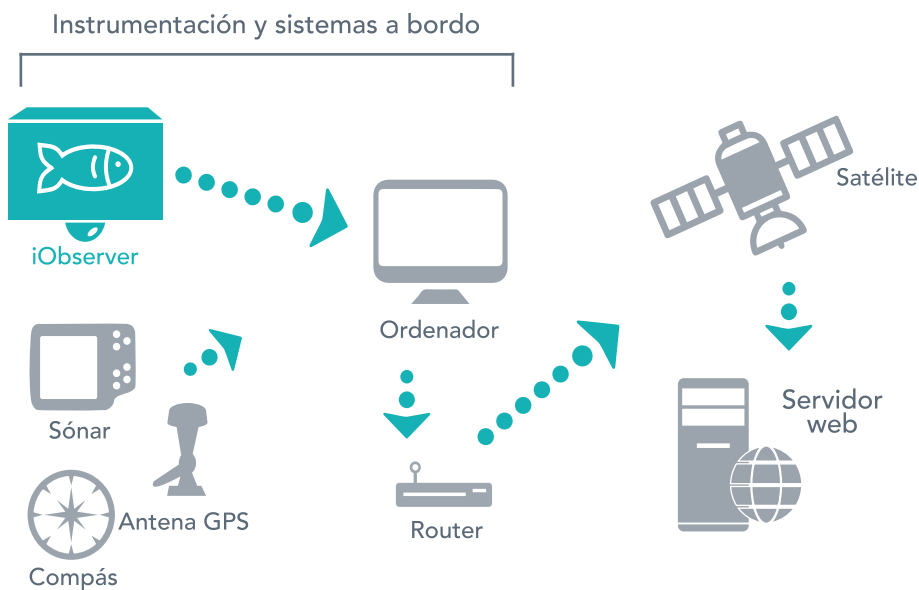 Instrumentación y sistemas a bordo
iObserver
Ordenador
Satélite
Sónar
Antena GPS
Compás
Router
Servidor
web